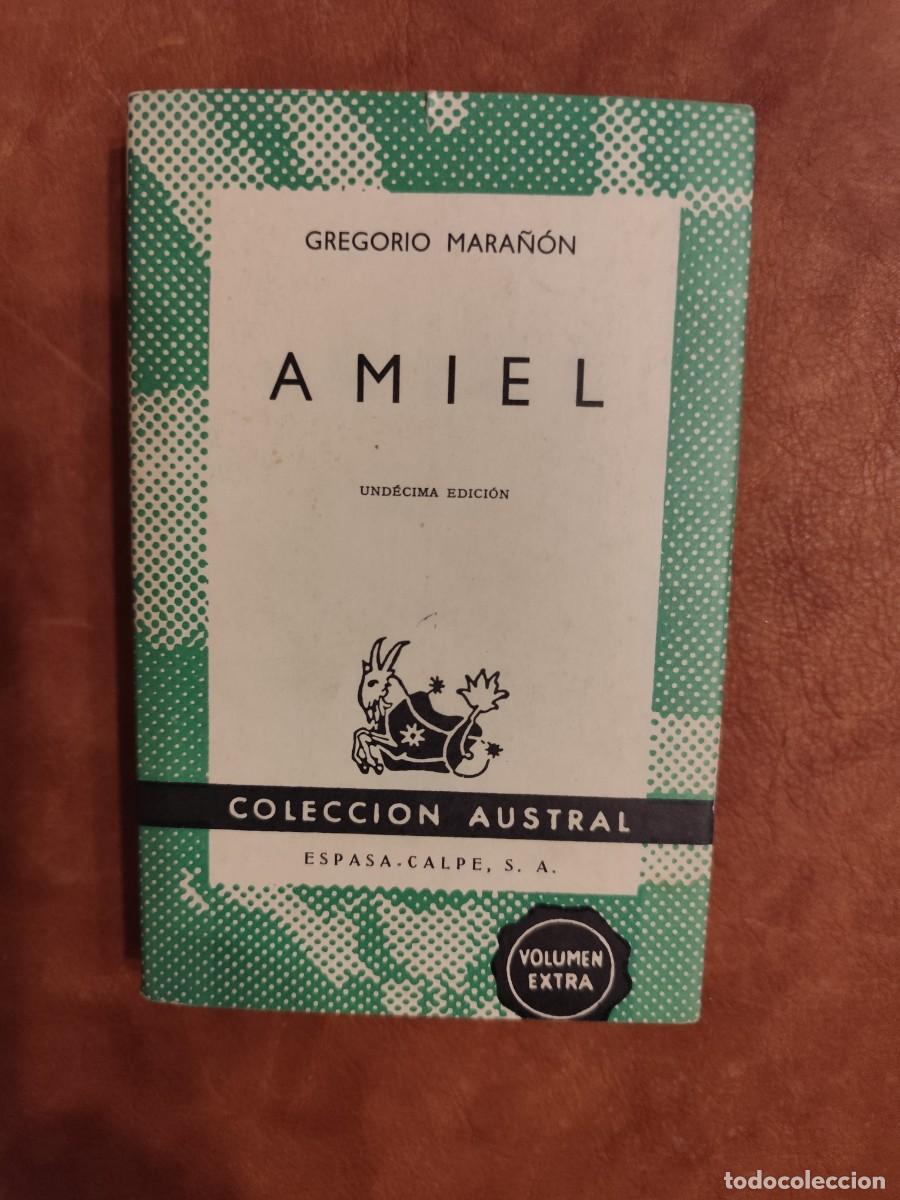 GREGORIO MARAÑÓN
AMIEL
UNDÉCIMA EDICIÓN
COLECCION AUSTRAL
ESPASA-CALPE, S. A.
VOLUMEN
EXTRA
todocoleccion